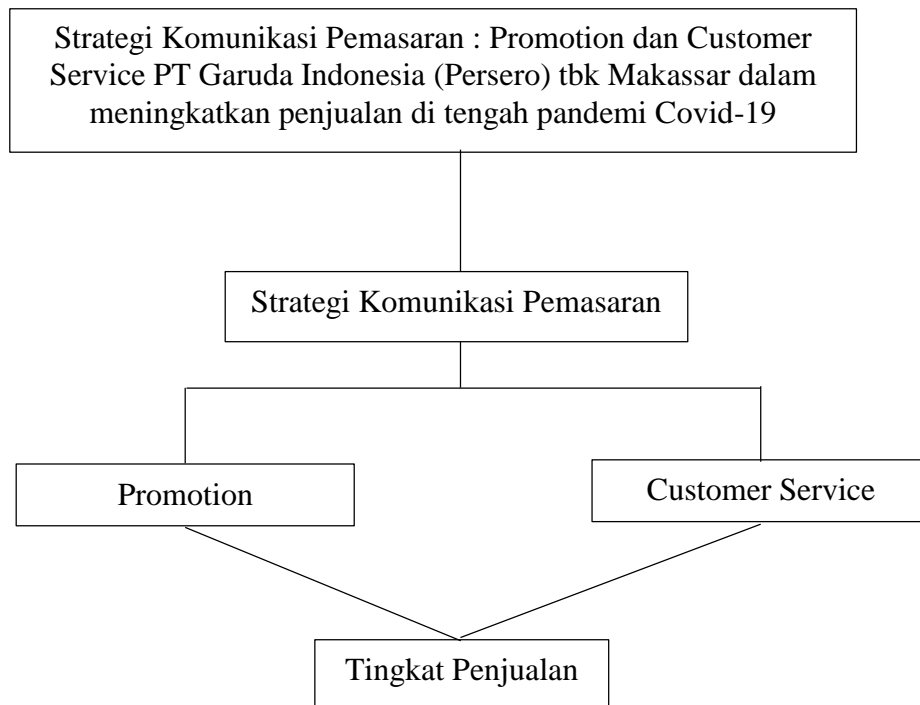 Strategi Komunikasi Pemasaran : Promotion dan Customer
Service PT Garuda Indonesia (Persero) tbk Makassar dalam
meningkatkan penjualan di tengah pandemi Covid-19
Strategi Komunikasi Pemasaran
Promotion
Customer Service
Tingkat Penjualan